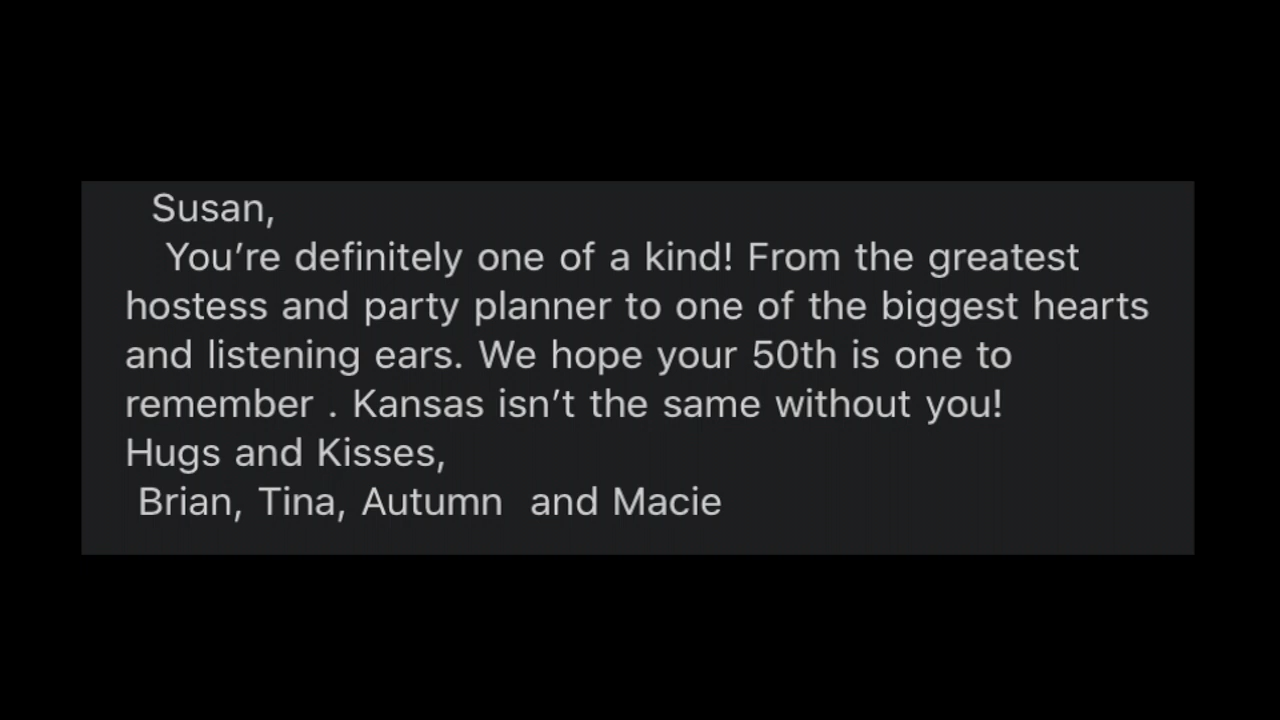 Susan,
You’re definitely one of a kind! From the greatest
hostess and party planner to one of the biggest hearts
and listening ears. We hope your 50th is one to
remember . Kansas isn’t the same without you!
Hugs and Kisses,
Brian, Tina, Autumn  and Macie